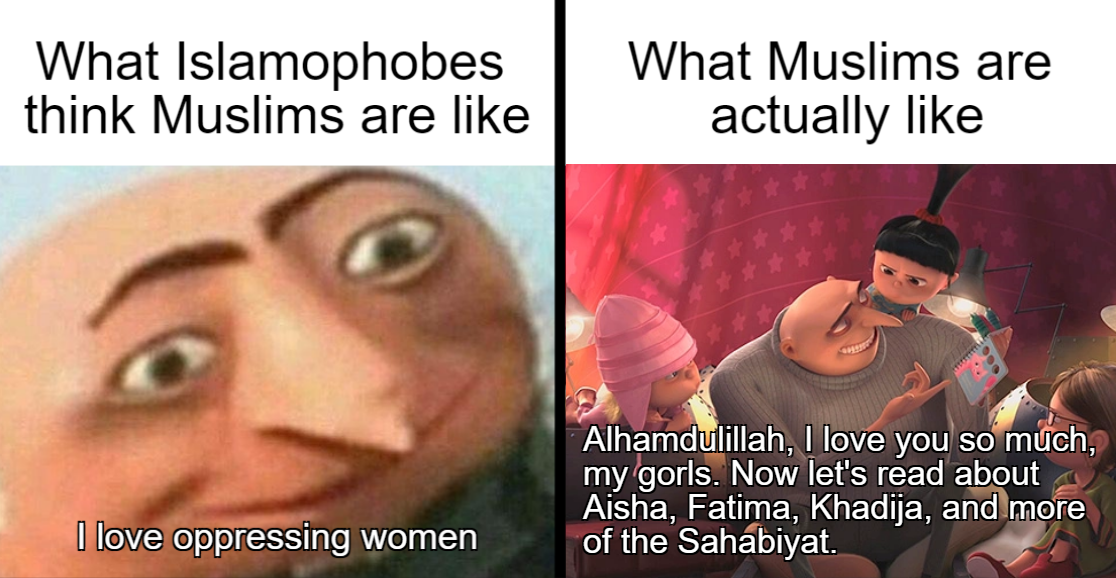 What Islamophobes
think Muslims are like
What Muslims are
actually like
I love oppressing women
Alhamdulillah, I love you so much,
my gorls. Now let's read about
Aisha, Fatima, Khadija, and more
of the Sahabiyat.